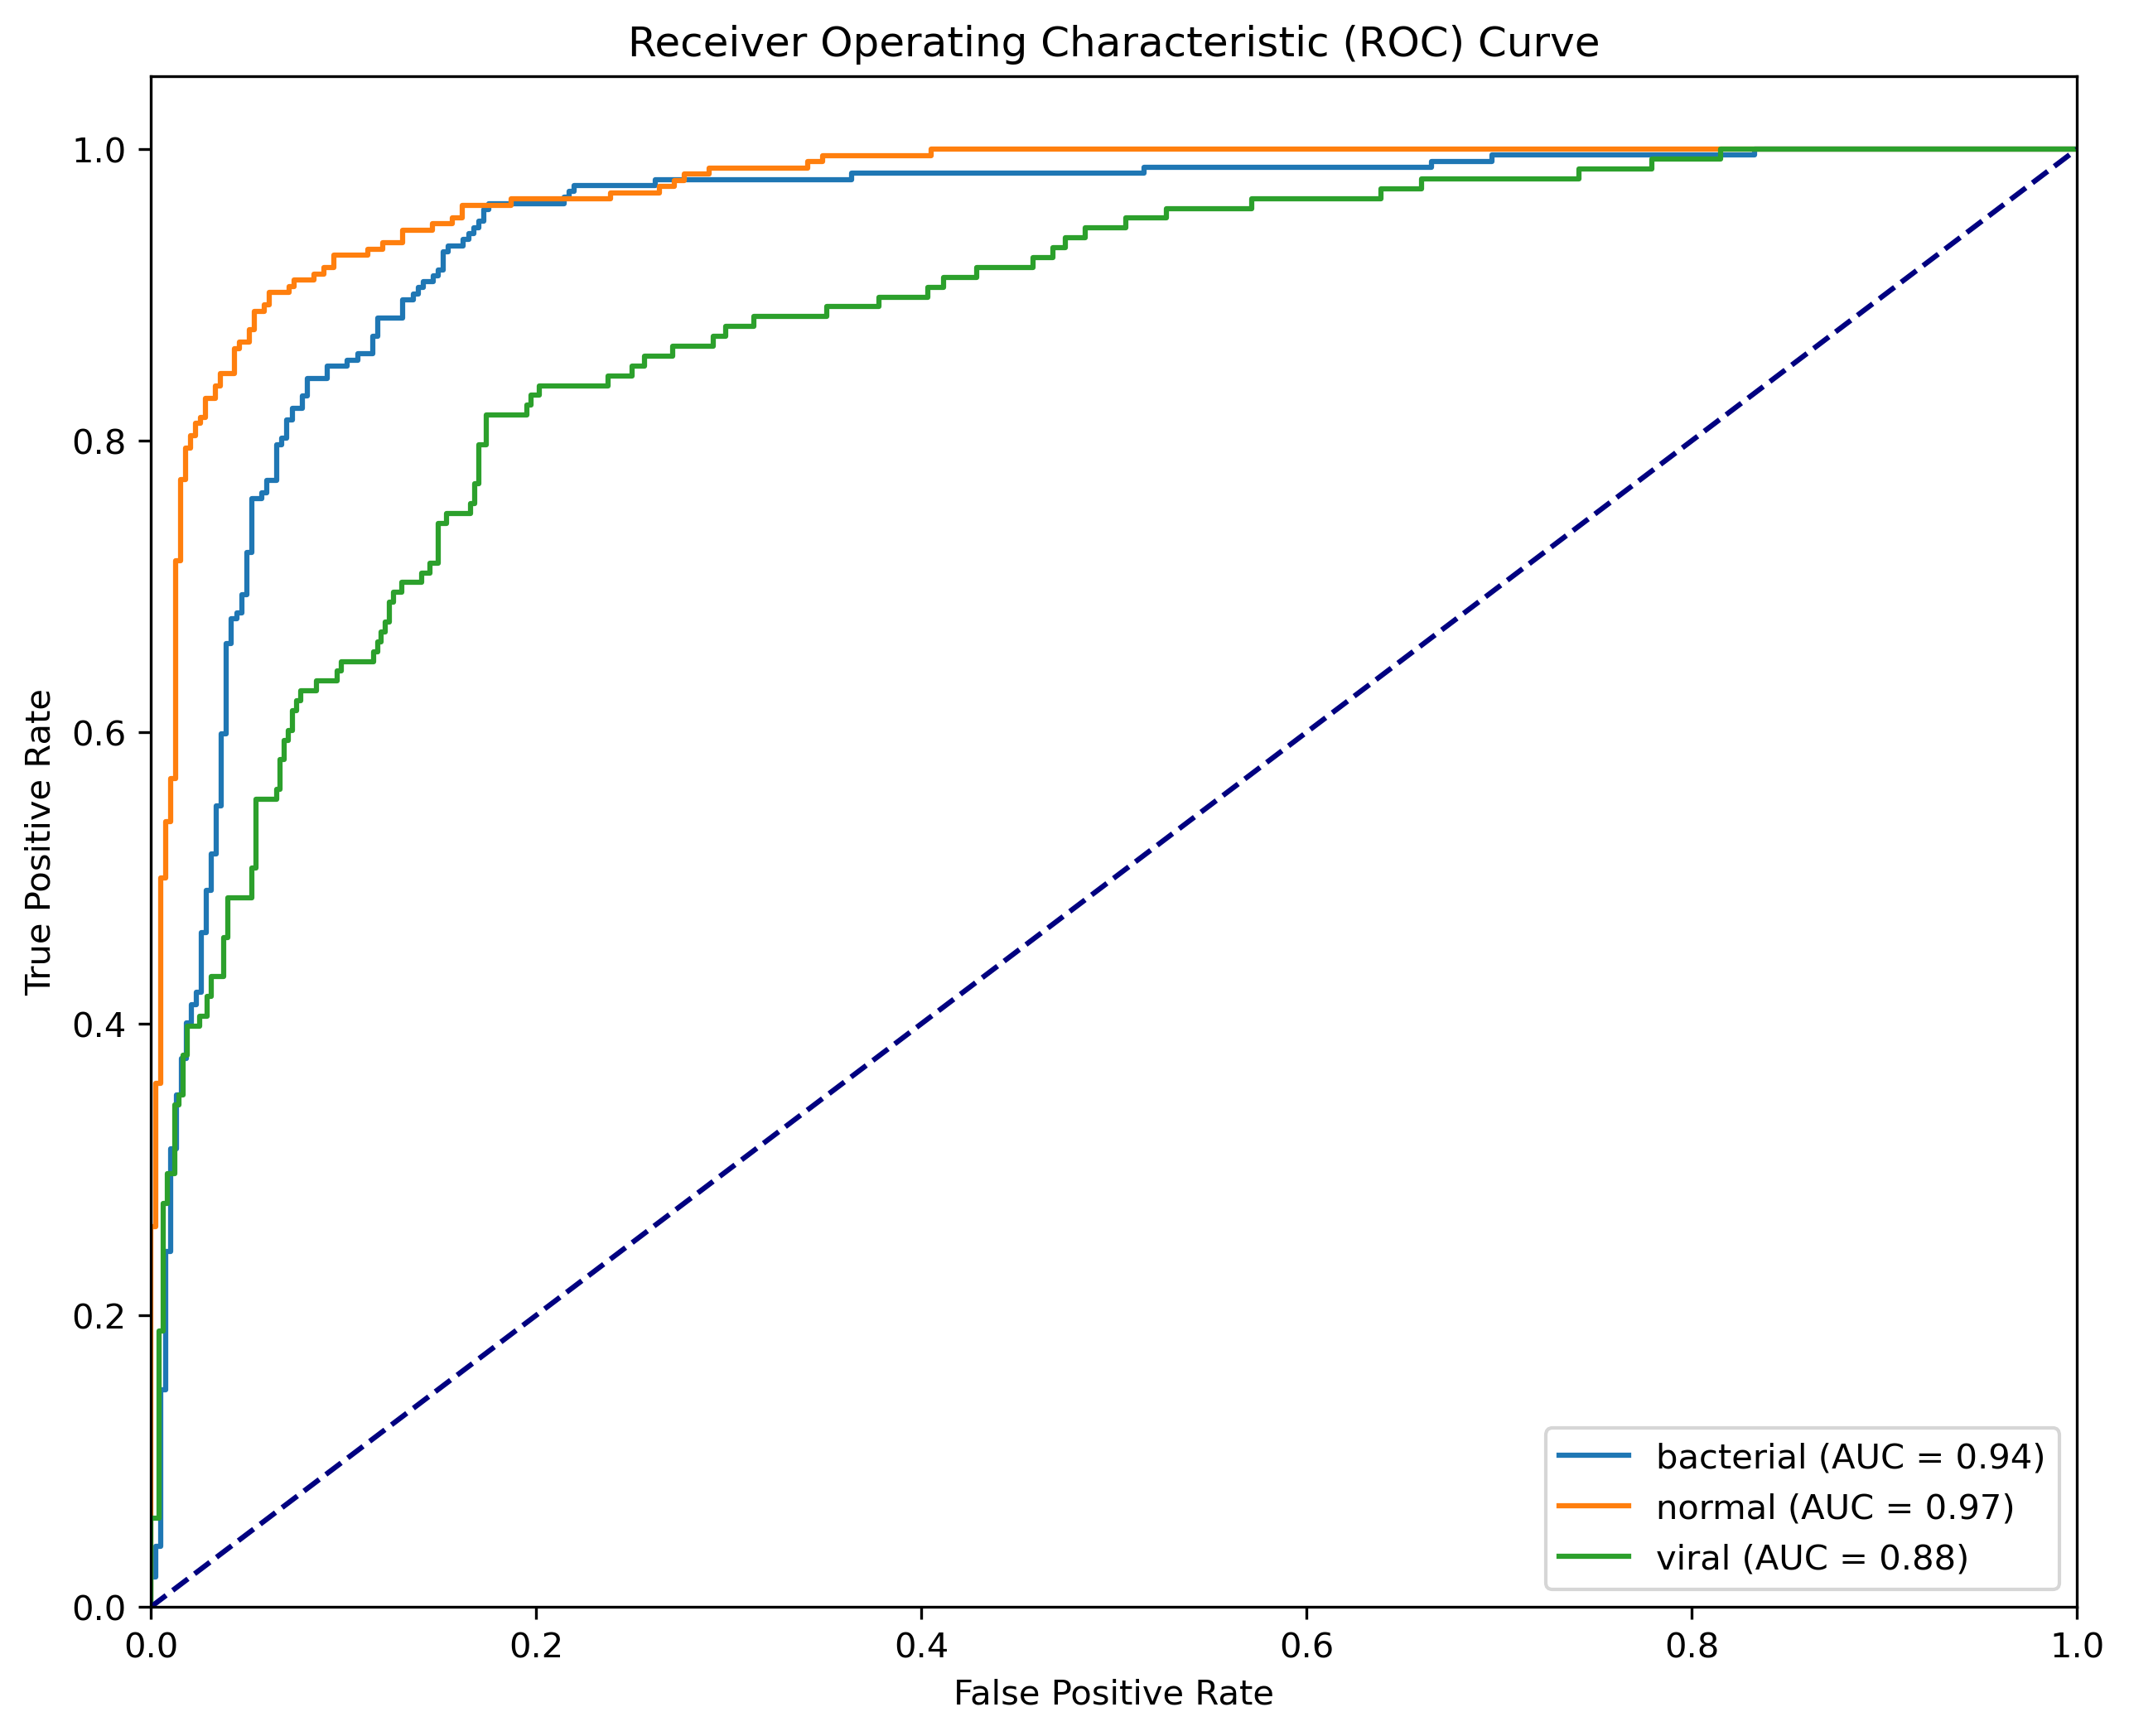 Receiver Operating Characteristic (ROC) Curve
1.0
0.8
0.6
0.4
0.2
0.0
True Positive Rate
0.0 0.2 0.4 0.6 0.8 1.0
False Positive Rate
bacterial (AUC = 0.94)
normal (AUC = 0.97)
viral (AUC = 0.88)